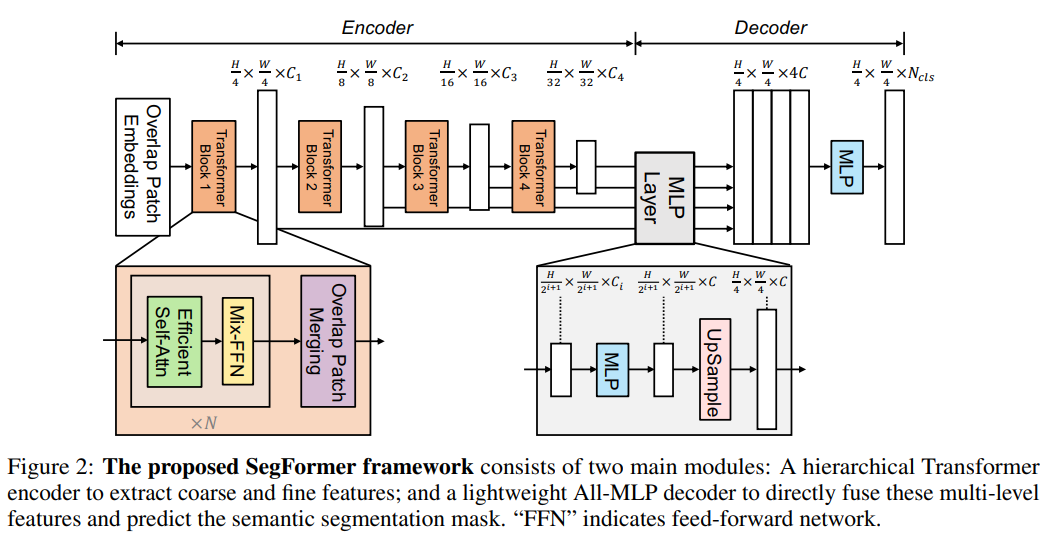 Encoder
Decoder
H/4 × W/4 ×C₁
H/8 × W/8 ×C₂
H/16 × W/16 ×C₃
H/32 × W/32 ×C₄
H/4 × W/4 ×4C
H/4 × W/4 ×N_cls
Overlap Patch
Embeddings
Transformer
Block 1
Transformer
Block 2
Transformer
Block 3
Transformer
Block 4
MLP
Layer
MLP
Efficient
Self-Attn
Mix-FFN
×N
Overlap Patch
Merging
H/2^(i+1) × W/2^(i+1) ×Cᵢ
H/2^(i+1) × W/2^(i+1) ×C
H/4 × W/4 ×C
MLP
UpSample
Figure 2: The proposed SegFormer framework consists of two main modules: A hierarchical Transformer
encoder to extract coarse and fine features; and a lightweight All-MLP decoder to directly fuse these multi-level
features and predict the semantic segmentation mask. “FFN” indicates feed-forward network.